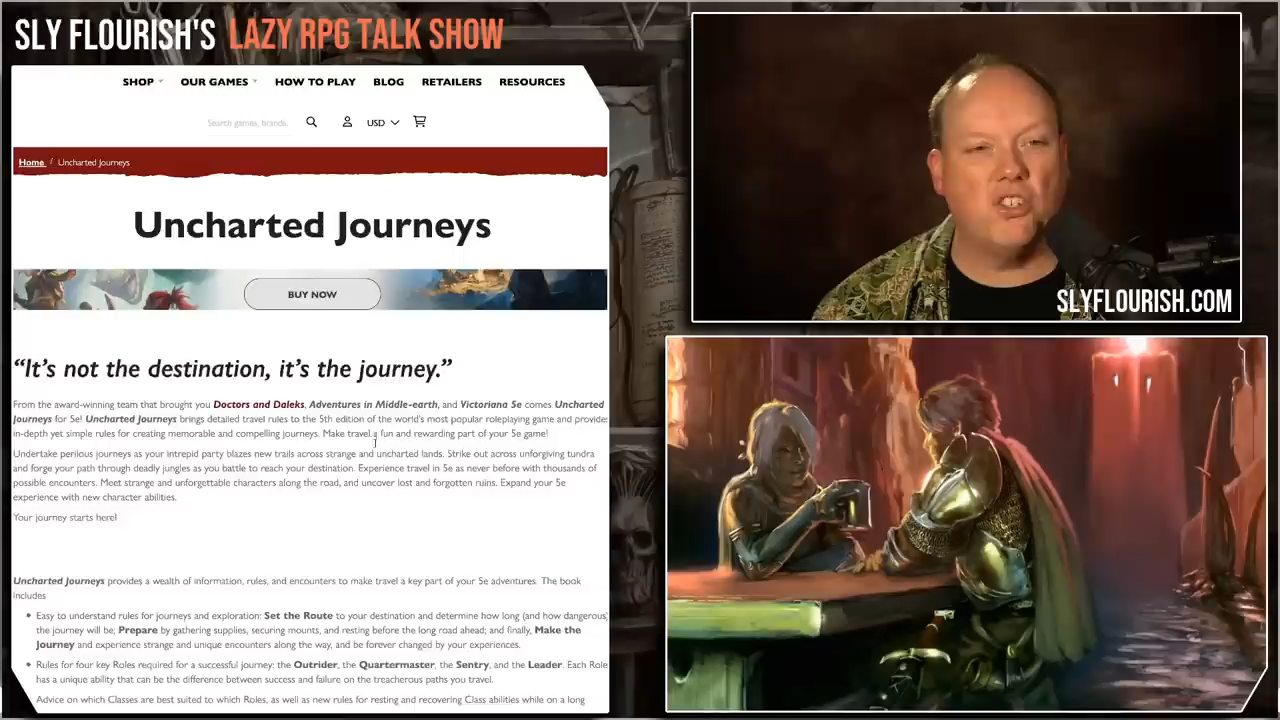 SLY FLOURISH'S LAZY RPG TALK SHOW
SHOP OUR GAMES HOW TO PLAY BLOG RETAILERS RESOURCES
Search games, brands. USD
Home / Uncharted Journeys
Uncharted Journeys
BUY NOW
“It’s not the destination, it’s the journey.”
From the award-winning team that brought you Doctors and Daleks, Adventures in Middle-earth, and Victoriana 5e comes Uncharted
Journeys for 5e! Uncharted Journeys brings detailed travel rules to the 5th edition of the world's most popular roleplaying game and provide
in-depth yet simple rules for creating memorable and compelling journeys. Make travel a fun and rewarding part of your 5e game!
Undertake perilous journeys as your intrepid party blazes new trails across strange and uncharted lands. Strike out across unforgiving tundra
and forge your path through deadly jungles as you battle to reach your destination. Experience travel in 5e as never before with thousands of
possible encounters. Meet strange and unforgettable characters along the road, and uncover lost and forgotten ruins. Expand your 5e
experience with new character abilities.
Your journey starts here!
Uncharted Journeys provides a wealth of information, rules, and encounters to make travel a key part of your 5e adventures. The book
includes
• Easy to understand rules for journeys and exploration: Set the Route to your destination and determine how long (and how dangerous)
the journey will be; Prepare by gathering supplies, securing mounts, and resting before the long road ahead; and finally, Make the
Journey and experience strange and unique encounters along the way, and be forever changed by your experiences.
• Rules for four key Roles required for a successful journey: the Outrider, the Quartermaster, the Sentry, and the Leader. Each Role
has a unique ability that can be the difference between success and failure on the treacherous paths you travel.
Advice on which Classes are best suited to which Roles, as well as new rules for resting and recovering Class abilities while on a long
SLYFLOURISH.COM